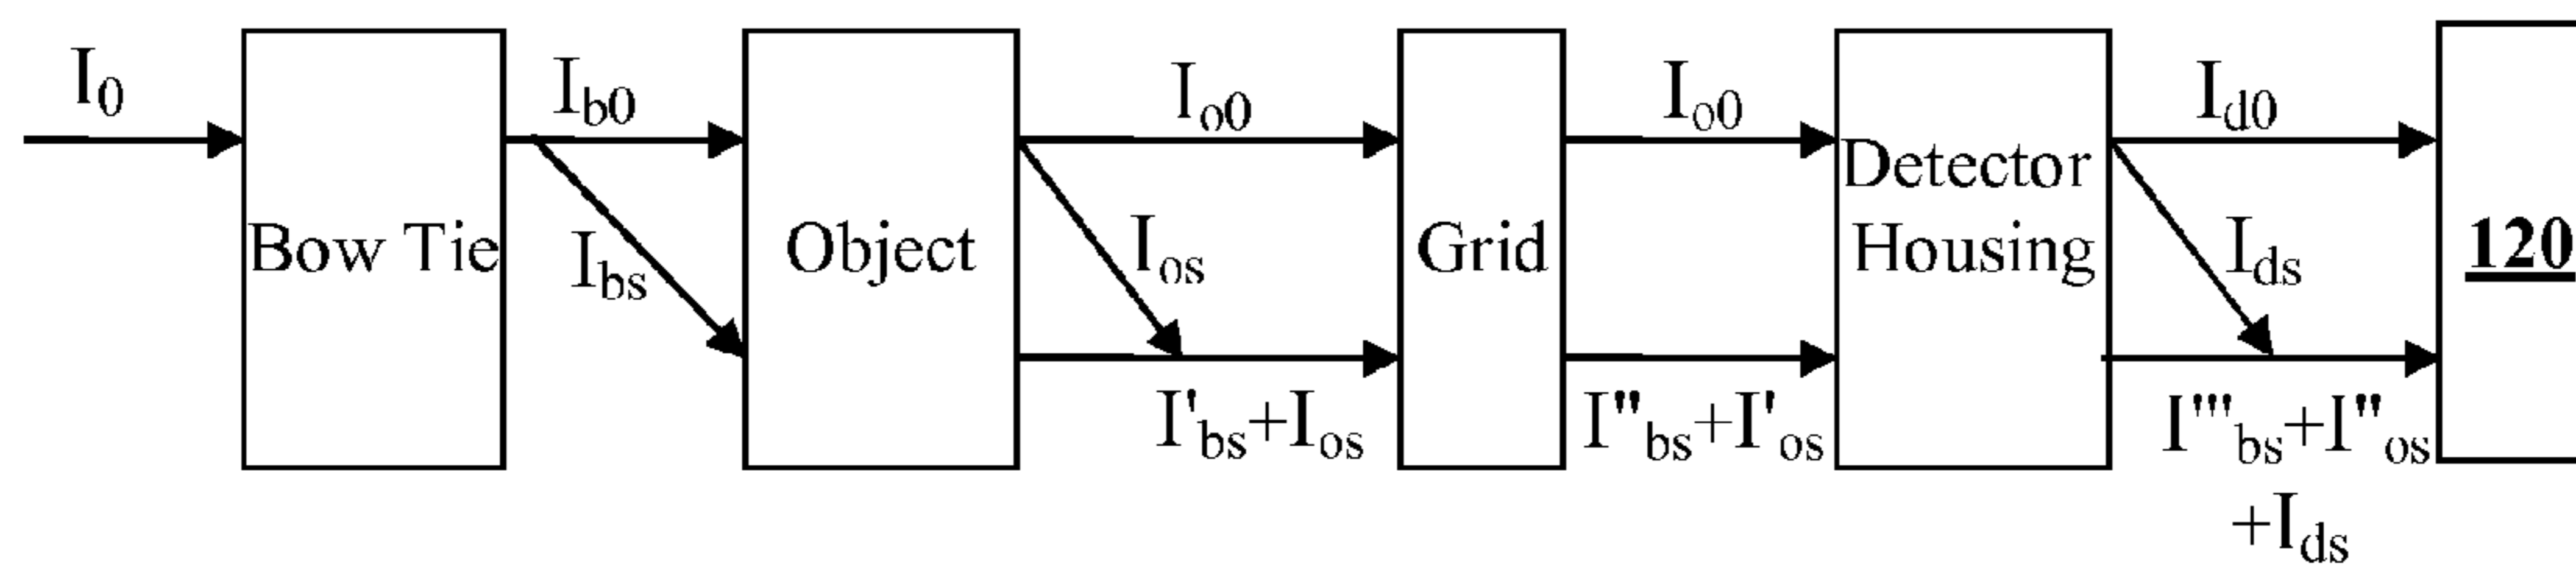 I0
Bow Tie
Ib0
Ibs
Object
Io0
Ios
I'bs+Ios
Grid
Io0
I''bs+I'os
Detector
Housing
Id0
Ids
I'''bs+I''os
+Ids
120